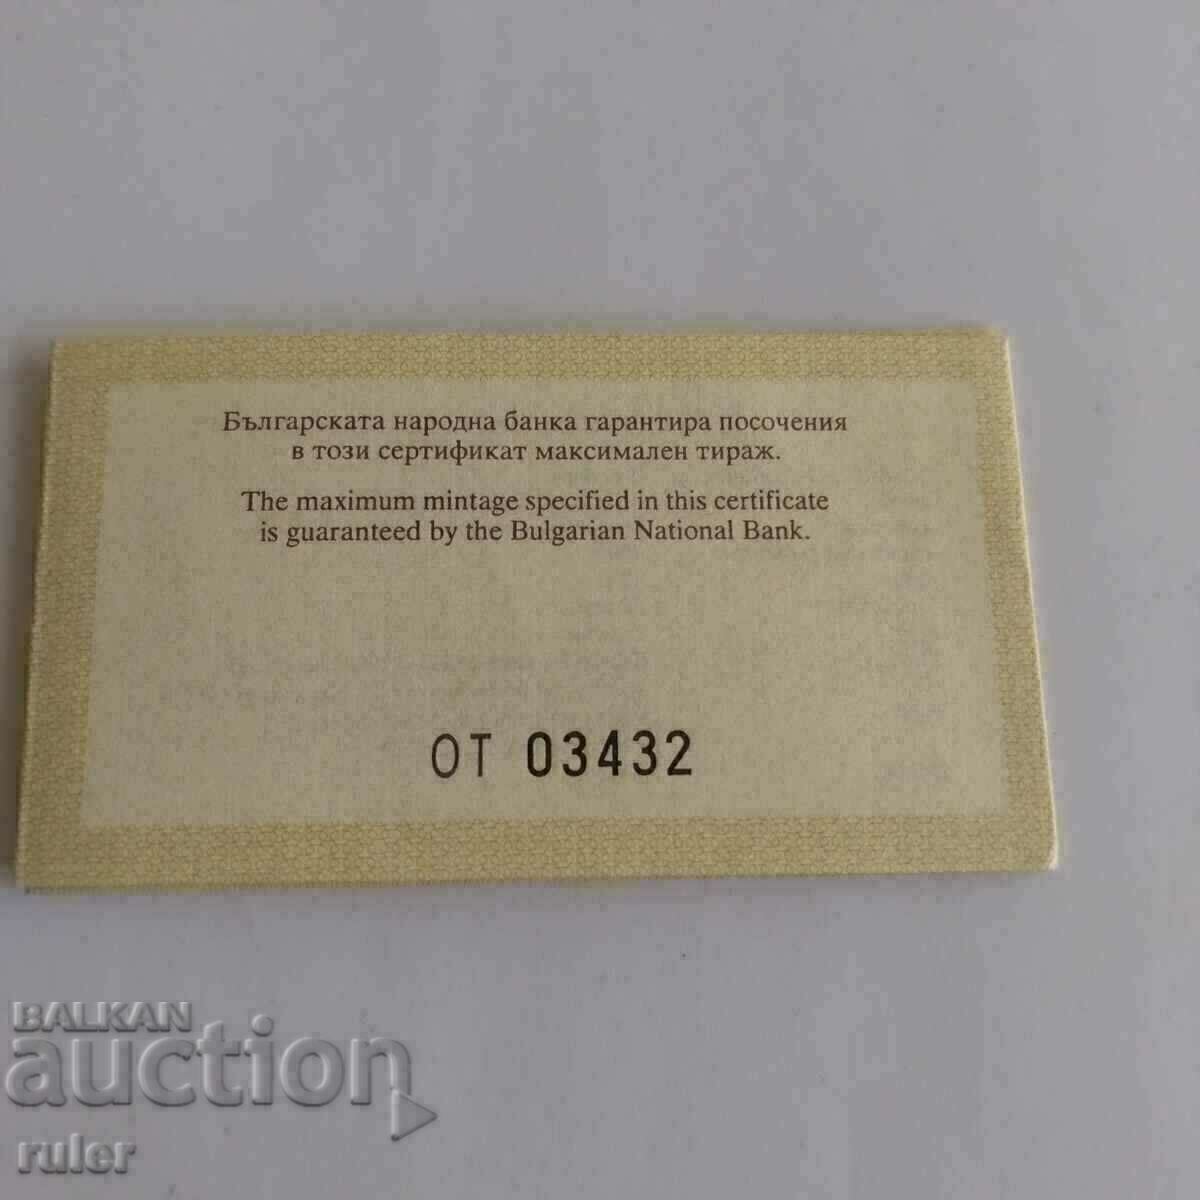 Българската народна банка гарантира посочения
в този сертификат максимален тираж.
The maximum mintage specified in this certificate
is guaranteed by the Bulgarian National Bank.
ОТ 03432
BALKAN
auction
ruler